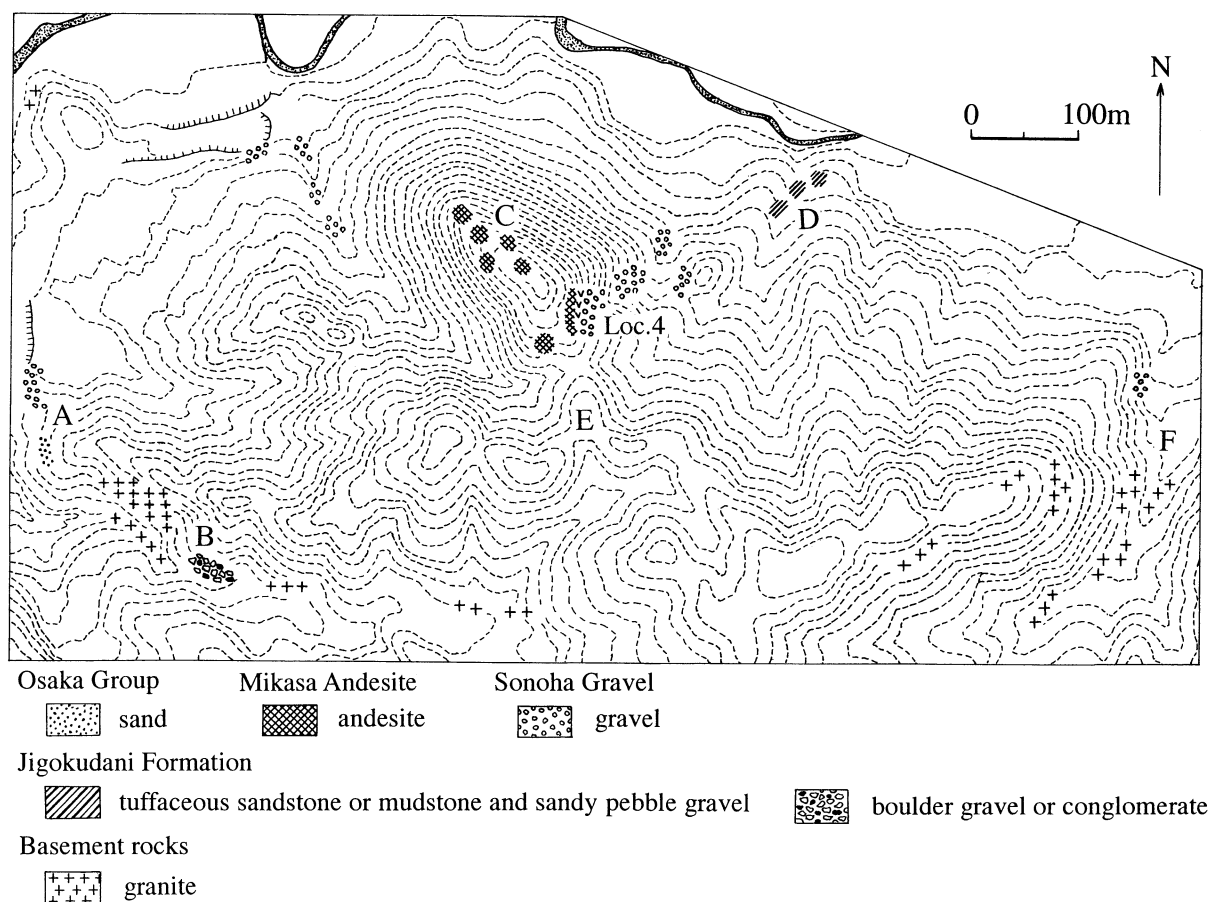 N
0 100m
C
D
Loc.4
A
E
F
B
Osaka Group Mikasa Andesite Sonoha Gravel
sand andesite gravel
Jigokudani Formation
tuffaceous sandstone or mudstone and sandy pebble gravel boulder gravel or conglomerate
Basement rocks
granite